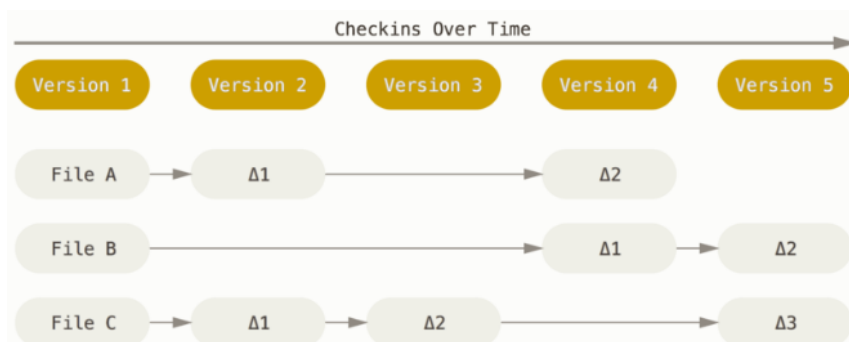 Checkins Over Time
Version 1 Version 2 Version 3 Version 4 Version 5
File A Δ1 Δ2
File B Δ1 Δ2
File C Δ1 Δ2 Δ3